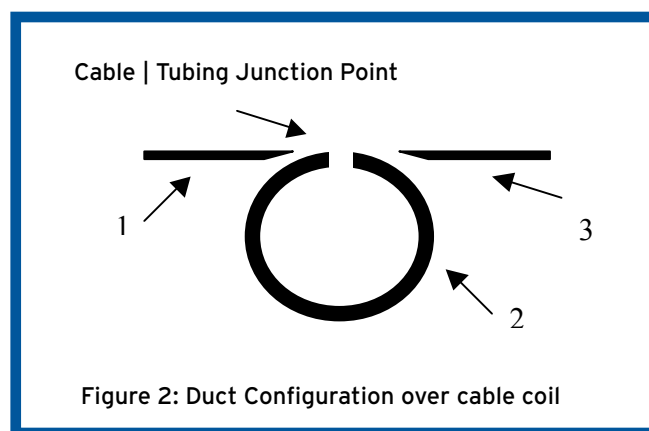 Cable | Tubing Junction Point
1
3
2
Figure 2: Duct Configuration over cable coil